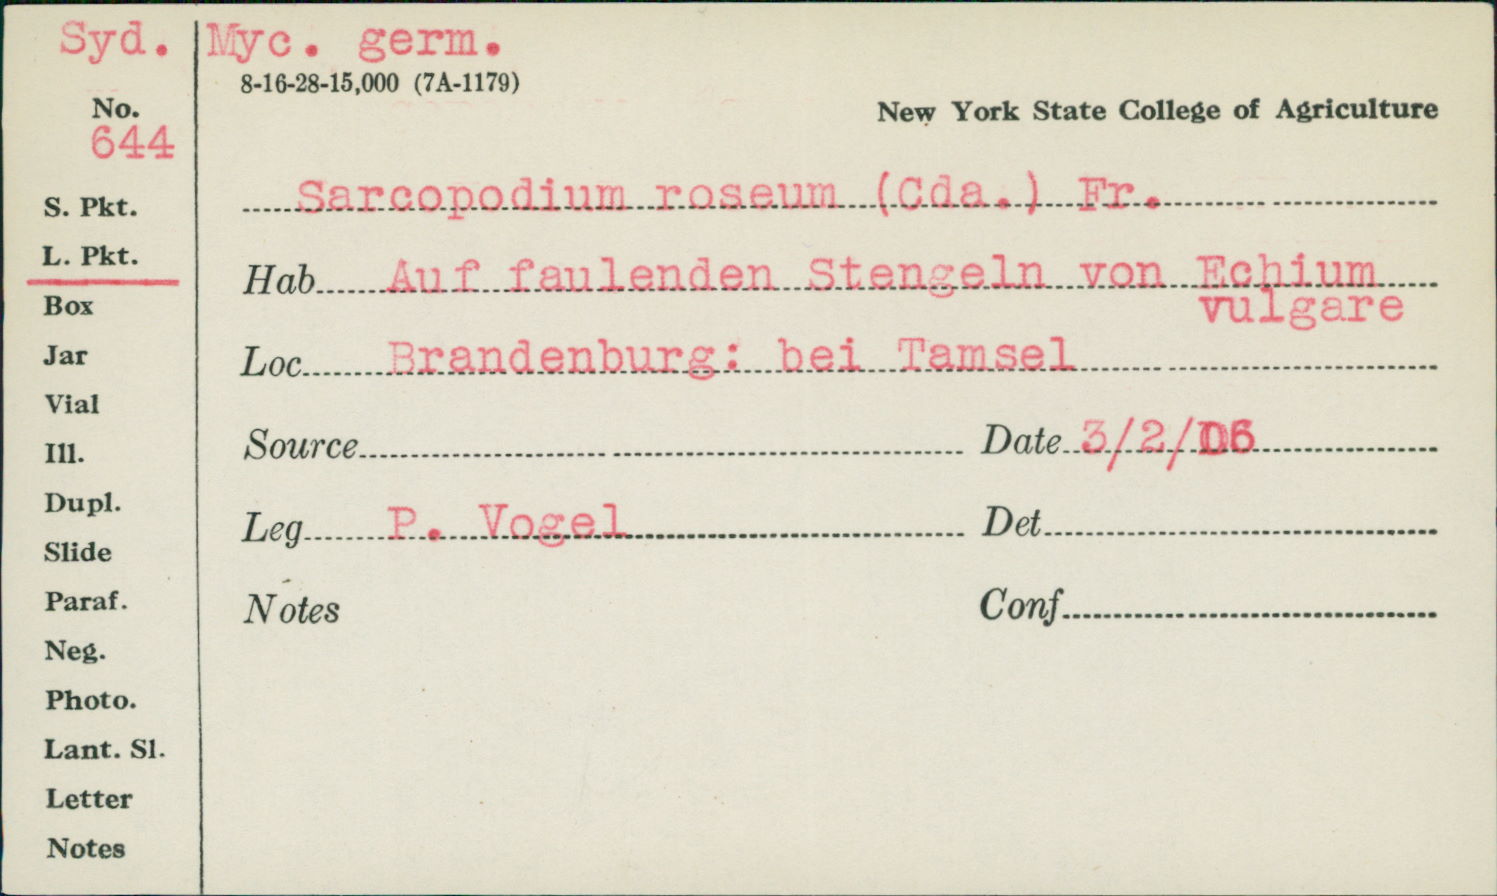 Syd. Myc. germ.
8-16-28-15,000 (7A-1179)
New York State College of Agriculture
No.
644
Sarcopodium roseum (Cda.) Fr.
S. Pkt.
L. Pkt.
Hab Auf faulenden Stengeln von Echium
vulgare
Box
Jar
Loc Brandenburg: bei Tamsel
Vial
Ill.
Source
Date 3/2/06
Dupl.
Leg P. Vogel
Det
Slide
Paraf.
Notes
Conf
Neg.
Photo.
Lant. Sl.
Letter
Notes